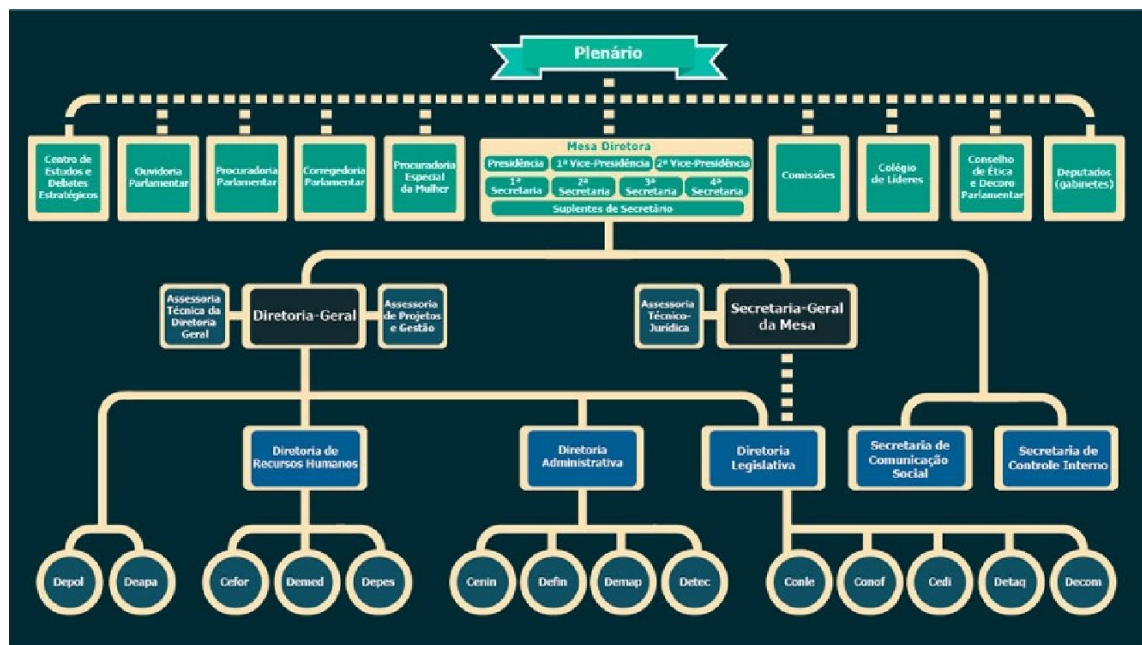 Plenário
Centro de
Estudos e
Debates
Estratégicos
Ouvidoria
Parlamentar
Procuradoria
Parlamentar
Corregedoria
Parlamentar
Procuradoria
Especial
da Mulher
Mesa Diretora
Presidência
1ª Vice-Presidência
2ª Vice-Presidência
1ª
Secretaria
2ª
Secretaria
3ª
Secretaria
4ª
Secretaria
Suplentes de Secretário
Comissões
Colégio
de Líderes
Conselho
de Ética
e Decoro
Parlamentar
Deputados
(gabinetes)
Assessoria
Técnica da
Diretoria
Geral
Diretoria-Geral
Assessoria
de Projetos
e Gestão
Assessoria
Técnico-
Jurídica
Secretaria-Geral
da Mesa
Diretoria de
Recursos Humanos
Diretoria
Administrativa
Diretoria
Legislativa
Secretaria de
Comunicação
Social
Secretaria de
Controle Interno
Depol
Deapa
Cefor
Demed
Depes
Cenin
Defin
Demap
Detec
Conle
Conof
Cedi
Detaq
Decom